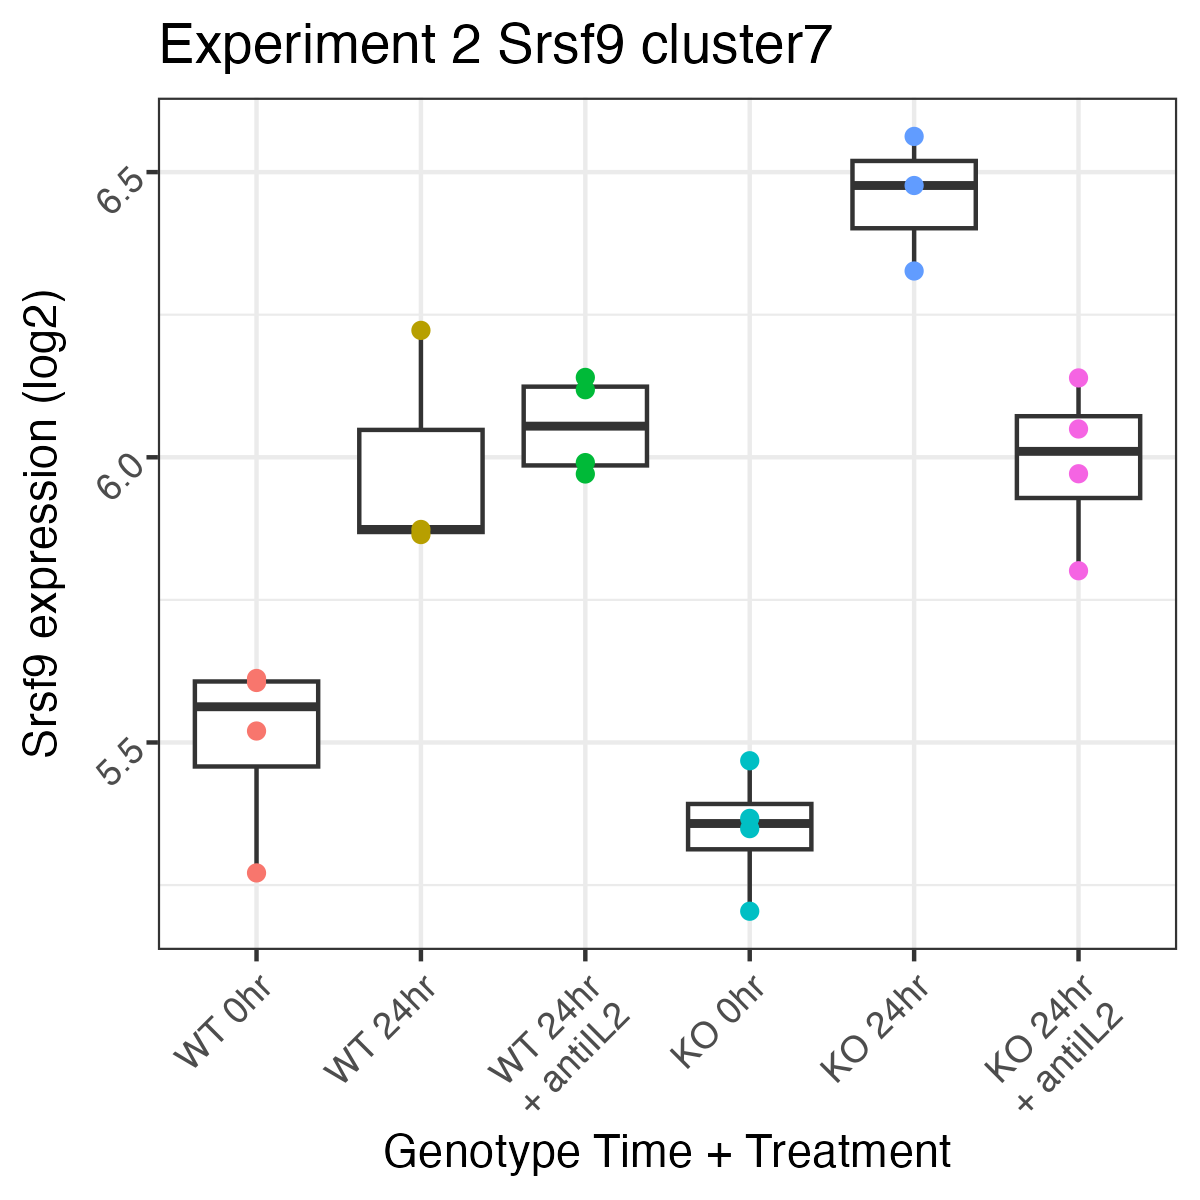 Experiment 2 Srsf9 cluster7
Srsf9 expression (log2)
6.5
6.0
5.5
WT 0hr
WT 24hr
WT 24hr
+ antiIL2
KO 0hr
KO 24hr
KO 24hr
+ antiIL2
Genotype Time + Treatment